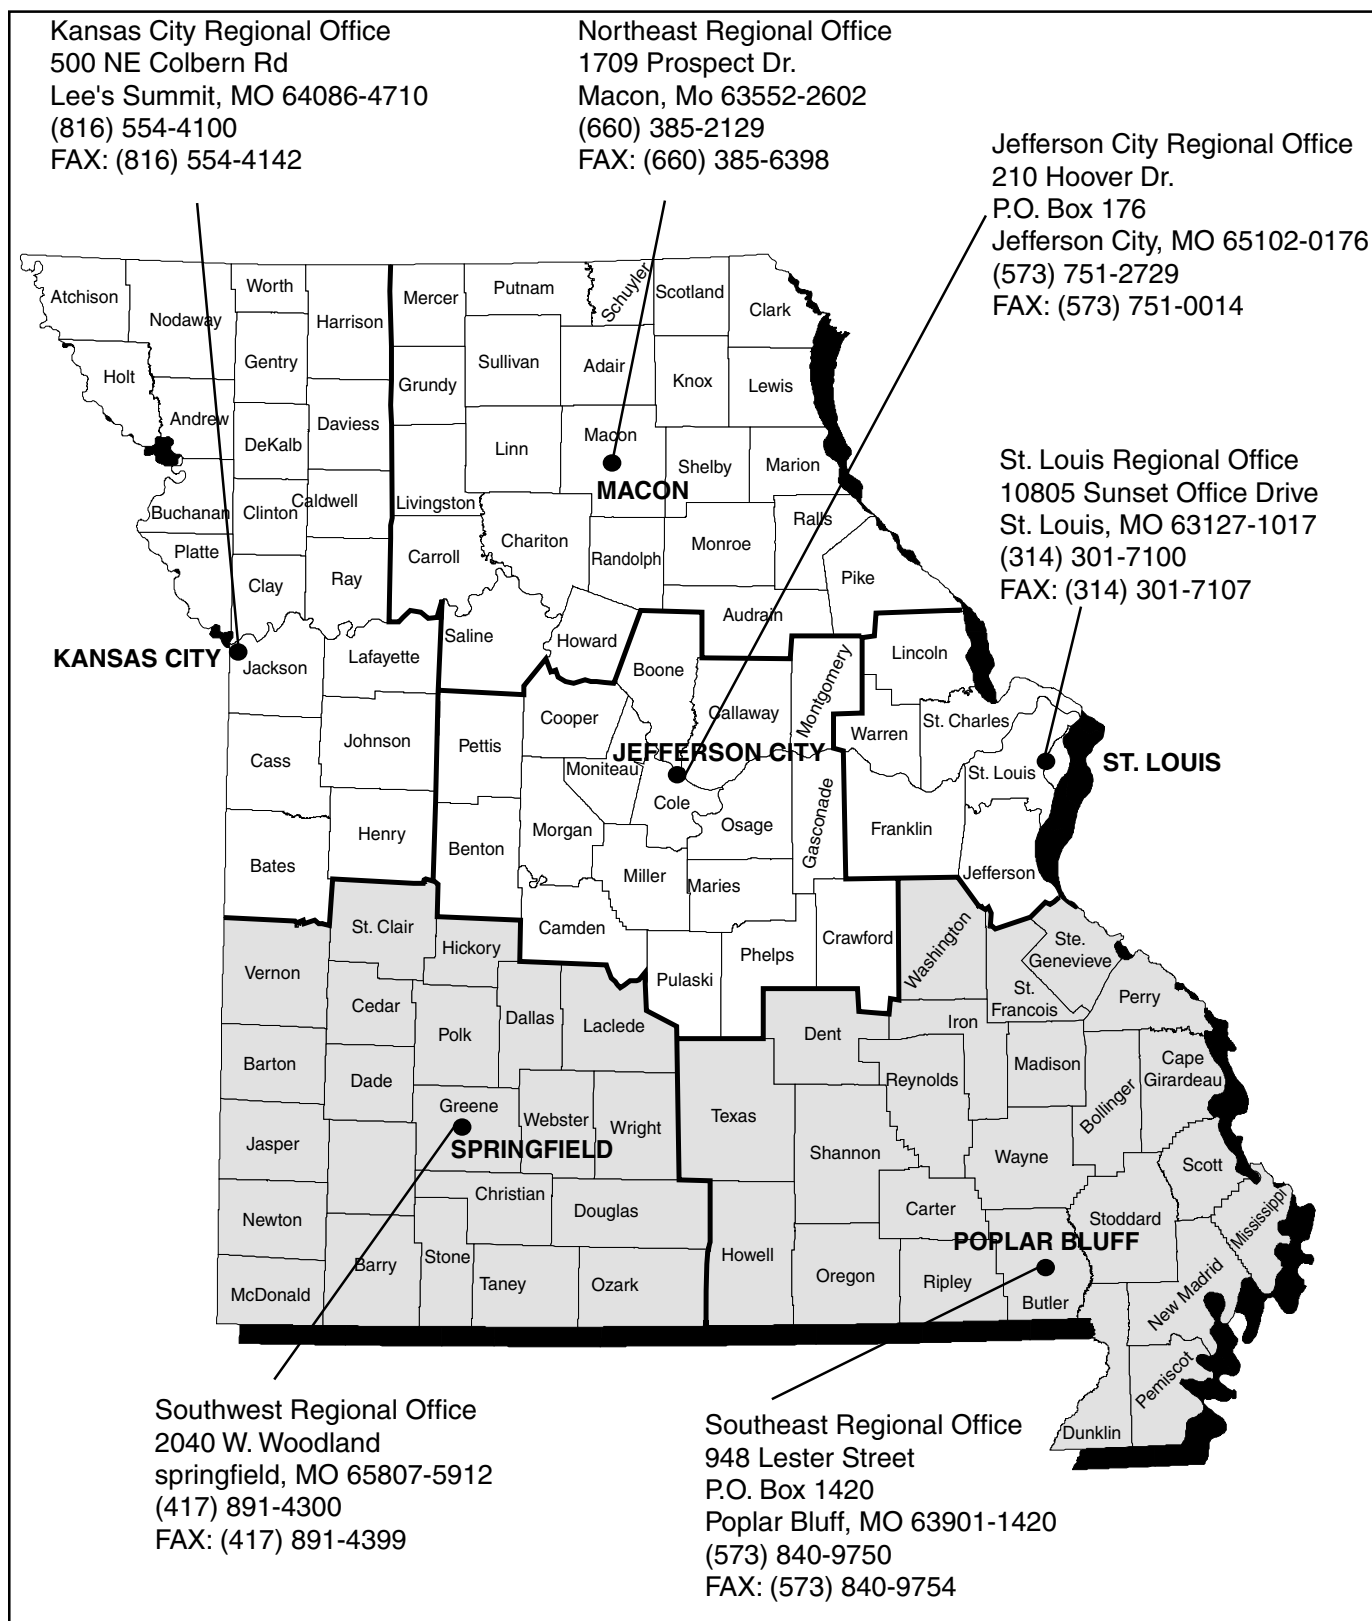 Kansas City Regional Office
500 NE Colbern Rd
Lee's Summit, MO 64086-4710
(816) 554-4100
FAX: (816) 554-4142
Northeast Regional Office
1709 Prospect Dr.
Macon, Mo 63552-2602
(660) 385-2129
FAX: (660) 385-6398
Jefferson City Regional Office
210 Hoover Dr.
P.O. Box 176
Jefferson City, MO 65102-0176
(573) 751-2729
FAX: (573) 751-0014
St. Louis Regional Office
10805 Sunset Office Drive
St. Louis, MO 63127-1017
(314) 301-7100
FAX: (314) 301-7107
Atchison
Nodaway
Worth
Harrison
Mercer
Putnam
Schuyler
Scotland
Clark
Holt
Gentry
Grundy
Sullivan
Adair
Knox
Lewis
Andrew
DeKalb
Daviess
Linn
Macon
MACON
Shelby
Marion
Buchanan
Clinton
Caldwell
Livingston
Chariton
Randolph
Monroe
Ralls
Platte
Clay
Ray
Carroll
Pike
Audrain
Saline
Howard
Boone
KANSAS CITY
Jackson
Lafayette
Lincoln
Montgomery
Callaway
Cooper
Pettis
Johnson
Cass
Warren
St. Charles
JEFFERSON CITY
Moniteau
Cole
St. Louis
ST. LOUIS
Henry
Bates
Benton
Morgan
Osage
Gasconade
Franklin
Miller
Maries
Jefferson
St. Clair
Hickory
Camden
Crawford
Washington
Ste.
Genevieve
Vernon
Pulaski
Phelps
St.
Francois
Perry
Cedar
Polk
Dallas
Laclede
Dent
Iron
Barton
Dade
Madison
Cape
Girardeau
Reynolds
Bollinger
Greene
Webster
Wright
Texas
Jasper
SPRINGFIELD
Shannon
Wayne
Scott
Christian
Douglas
Carter
Stoddard
Mississippi
Newton
Barry
Stone
Taney
Ozark
Howell
Oregon
Ripley
POPLAR BLUFF
Butler
New Madrid
McDonald
Pemiscot
Dunklin
Southwest Regional Office
2040 W. Woodland
springfield, MO 65807-5912
(417) 891-4300
FAX: (417) 891-4399
Southeast Regional Office
948 Lester Street
P.O. Box 1420
Poplar Bluff, MO 63901-1420
(573) 840-9750
FAX: (573) 840-9754